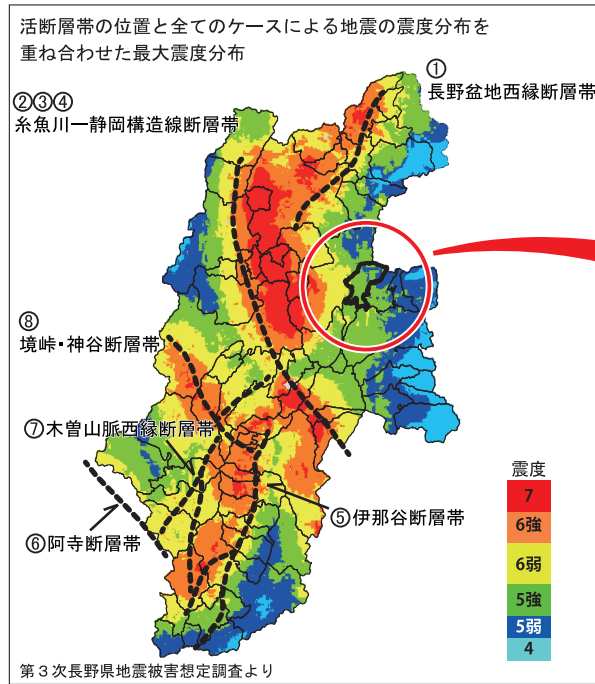 活断層帯の位置と全てのケースによる地震の震度分布を
重ね合わせた最大震度分布
①
長野盆地西縁断層帯
②③④
糸魚川ー静岡構造線断層帯
⑧
境峠・神谷断層帯
⑦木曽山脈西縁断層帯
⑤伊那谷断層帯
⑥阿寺断層帯
震度
7
6強
6弱
5強
5弱
4
第3次長野県地震被害想定調査より